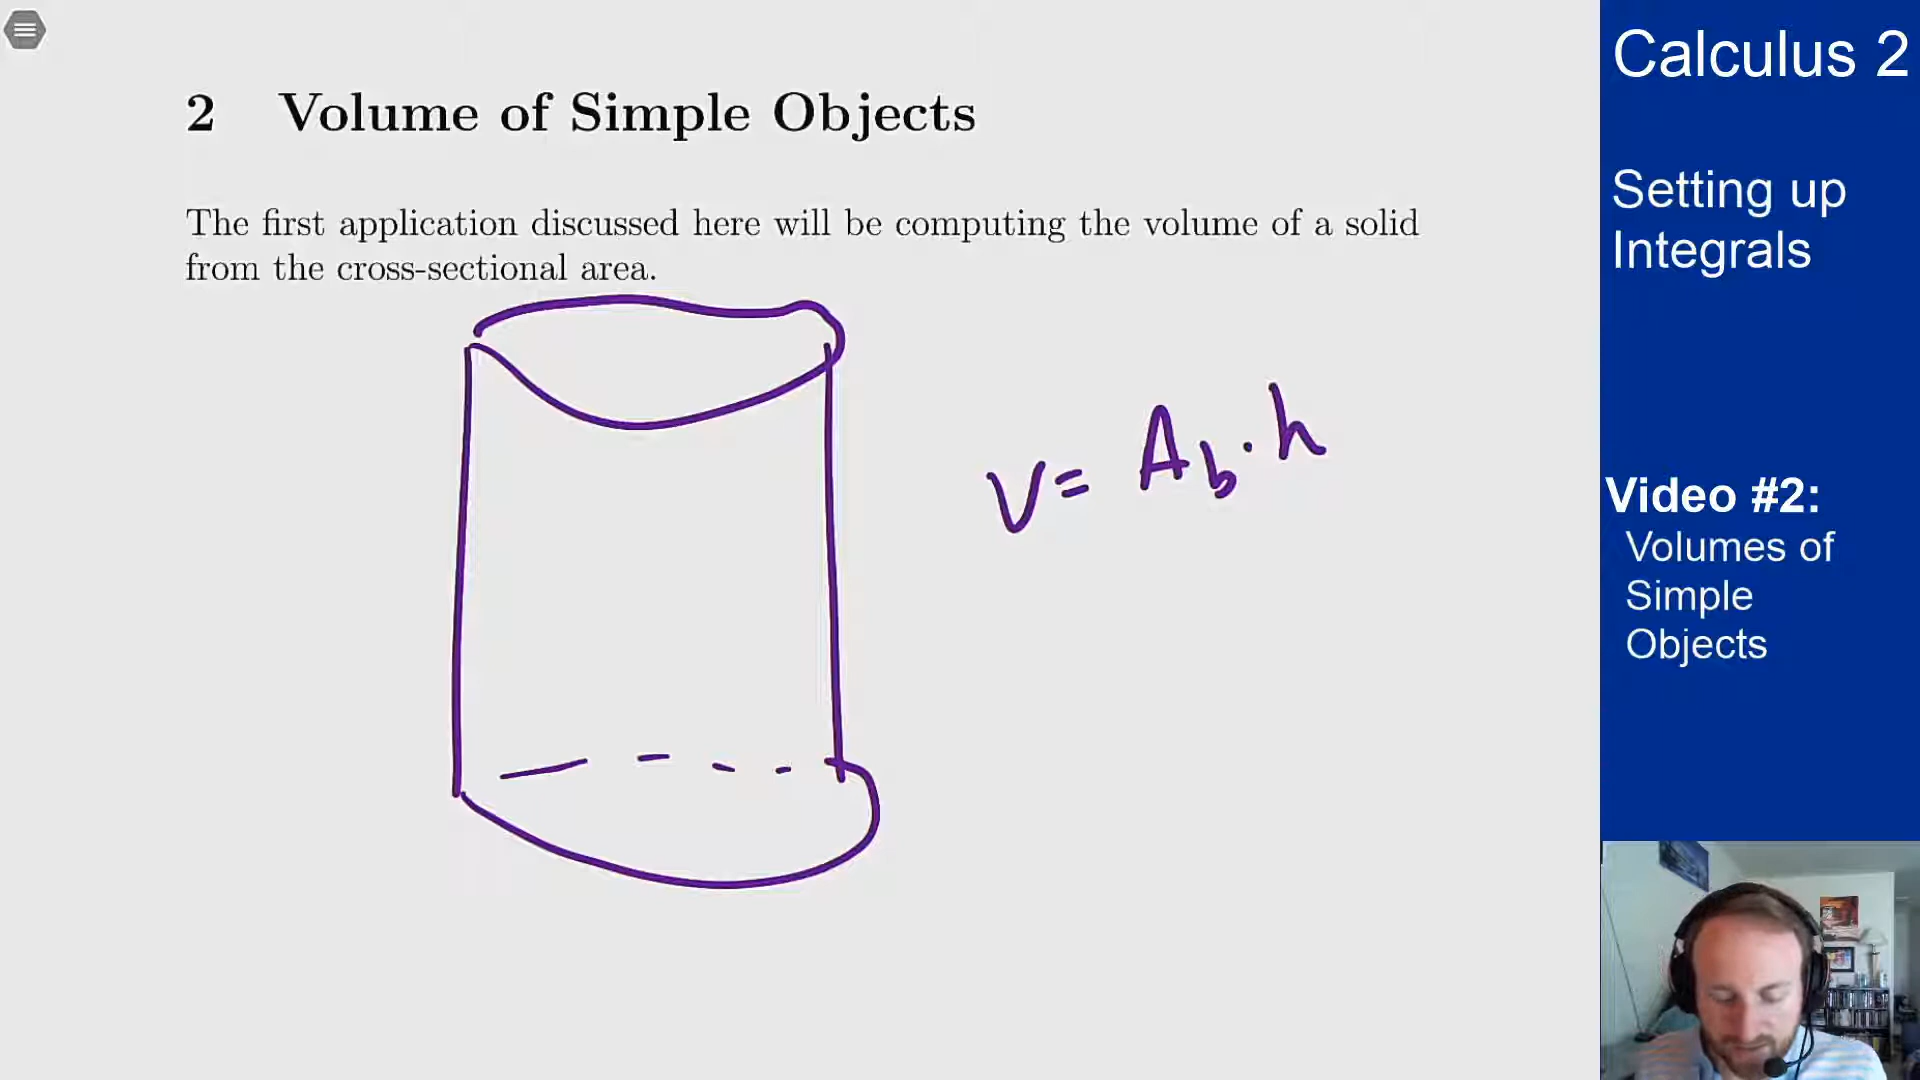 2 Volume of Simple Objects
The first application discussed here will be computing the volume of a solid
from the cross-sectional area.
V = A_b · h
Calculus 2
Setting up
Integrals
Video #2:
Volumes of
Simple
Objects